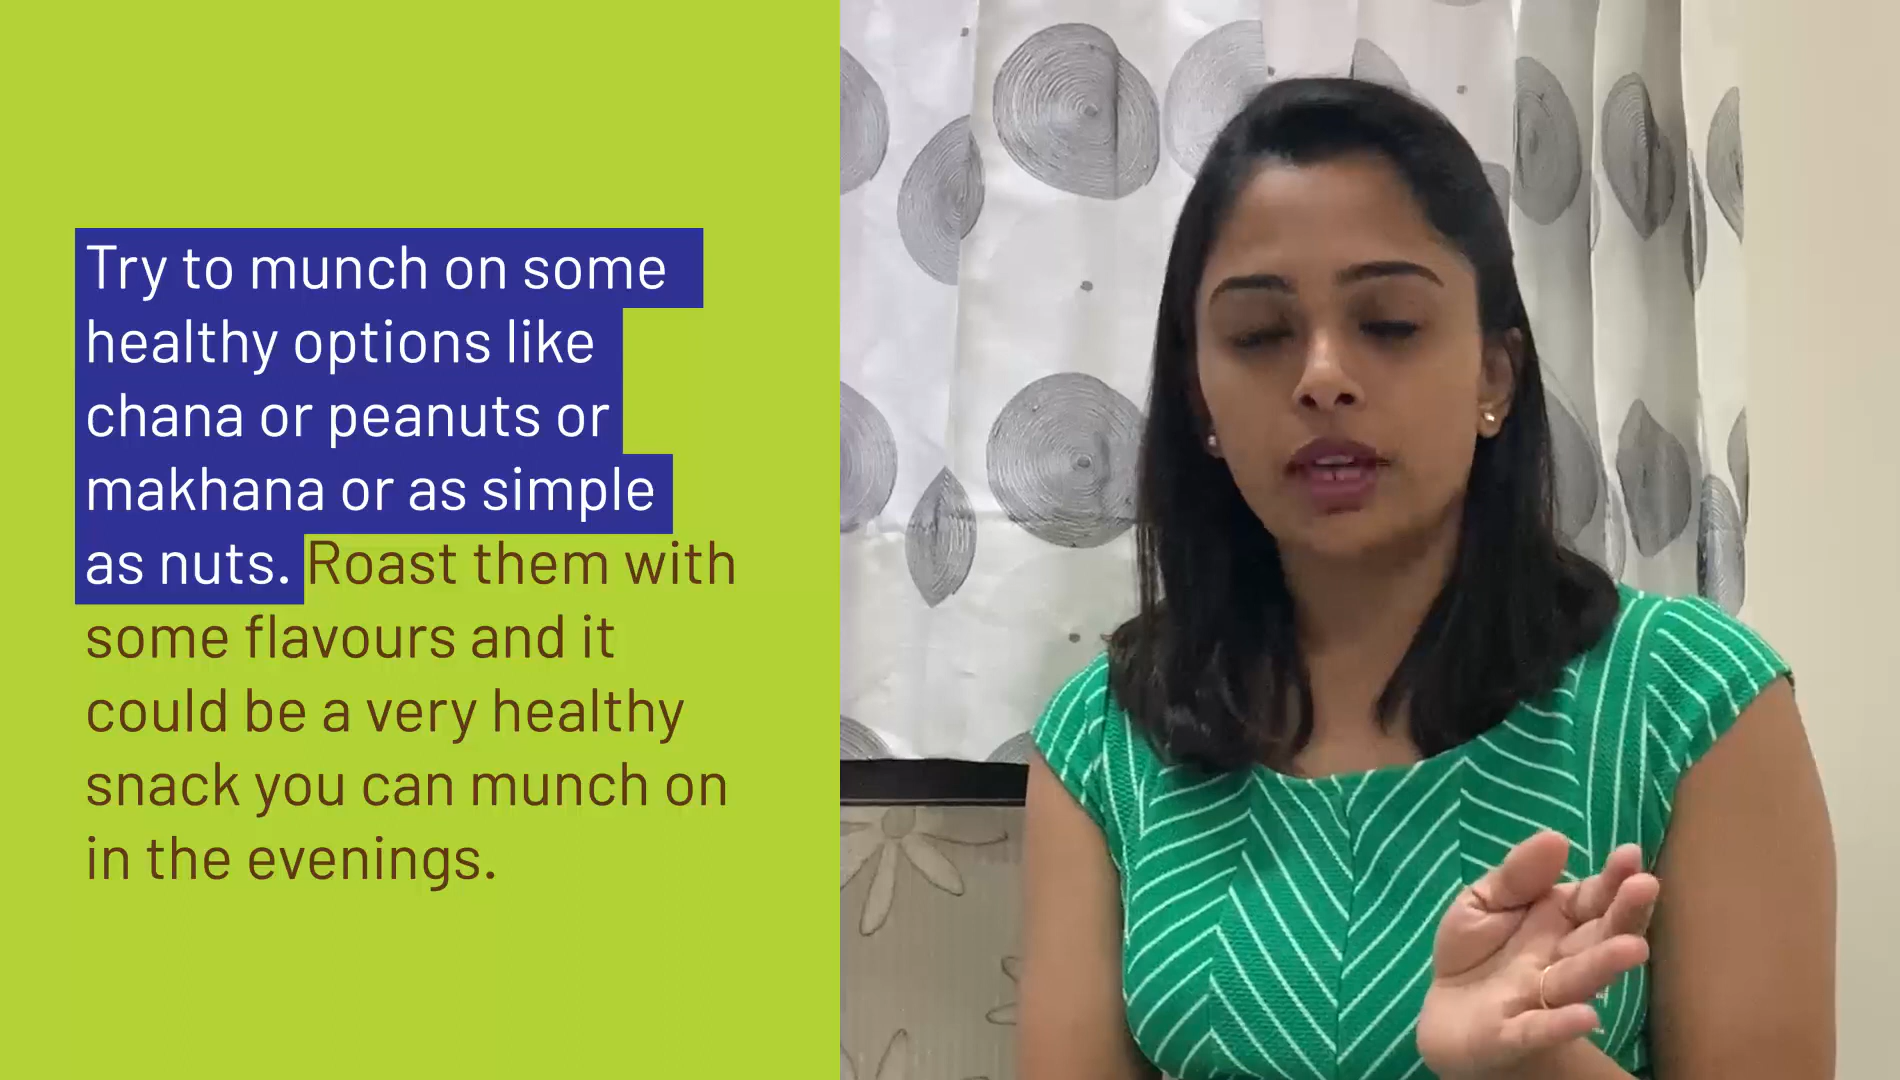 Try to munch on some
healthy options like
chana or peanuts or
makhana or as simple
as nuts. Roast them with
some flavours and it
could be a very healthy
snack you can munch on
in the evenings.